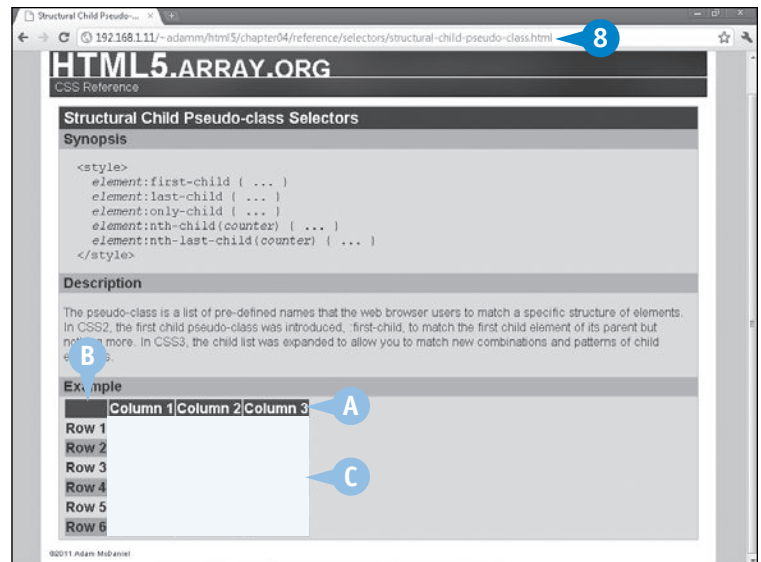 Structural Child Pseudo-...
192.168.1.11/~adamm/html5/chapter04/reference/selectors/structural-child-pseudo-class.html
8
HTML5.ARRAY.ORG
CSS Reference
Structural Child Pseudo-class Selectors
Synopsis
<style>
element:first-child { ... }
element:last-child { ... }
element:only-child { ... }
element:nth-child(counter) { ... }
element:nth-last-child(counter) { ... }
</style>
Description
The pseudo-class is a list of pre-defined names that the web browser users to match a specific structure of elements.
In CSS2, the first child pseudo-class was introduced, :first-child, to match the first child element of its parent but
more. In CSS3, the child list was expanded to allow you to match new combinations and patterns of child
B
Example
Column 1 Column 2 Column 3
A
Row 1
Row 2
Row 3
C
Row 4
Row 5
Row 6
©2011 Adam McDaniel